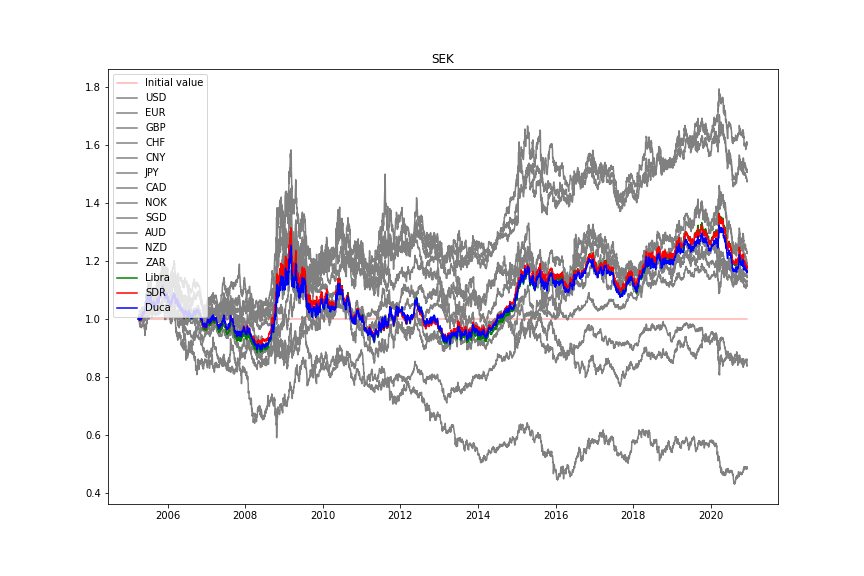 SEK
Initial value
USD
EUR
GBP
CHF
CNY
JPY
CAD
NOK
SGD
AUD
NZD
ZAR
Libra
SDR
Duca
1.8
1.6
1.4
1.2
1.0
0.8
0.6
0.4
2006 2008 2010 2012 2014 2016 2018 2020